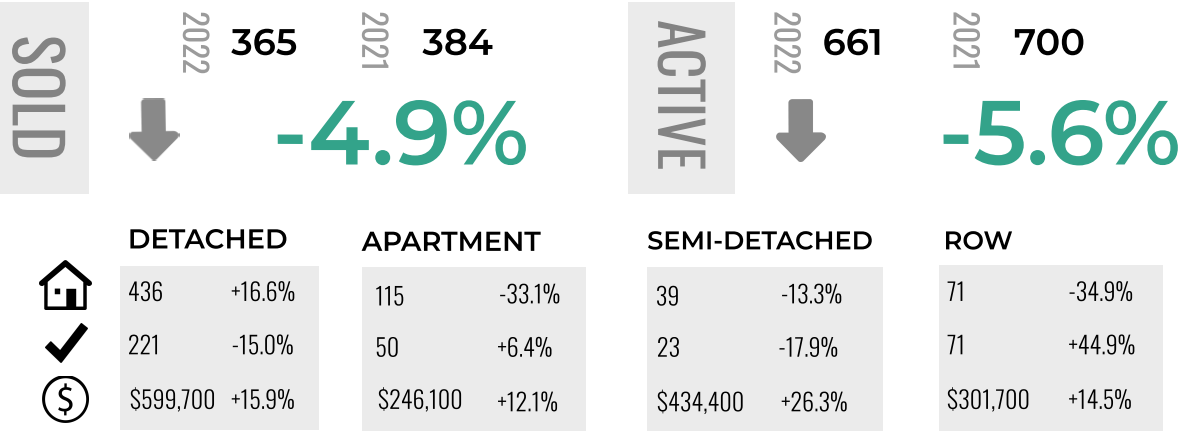 SOLD
2022 365 2021 384
-4.9%
ACTIVE
2022 661 2021 700
-5.6%
DETACHED APARTMENT SEMI-DETACHED ROW
436 +16.6% 115 -33.1% 39 -13.3% 71 -34.9%
221 -15.0% 50 +6.4% 23 -17.9% 71 +44.9%
$ $599,700 +15.9% $246,100 +12.1% $434,400 +26.3% $301,700 +14.5%